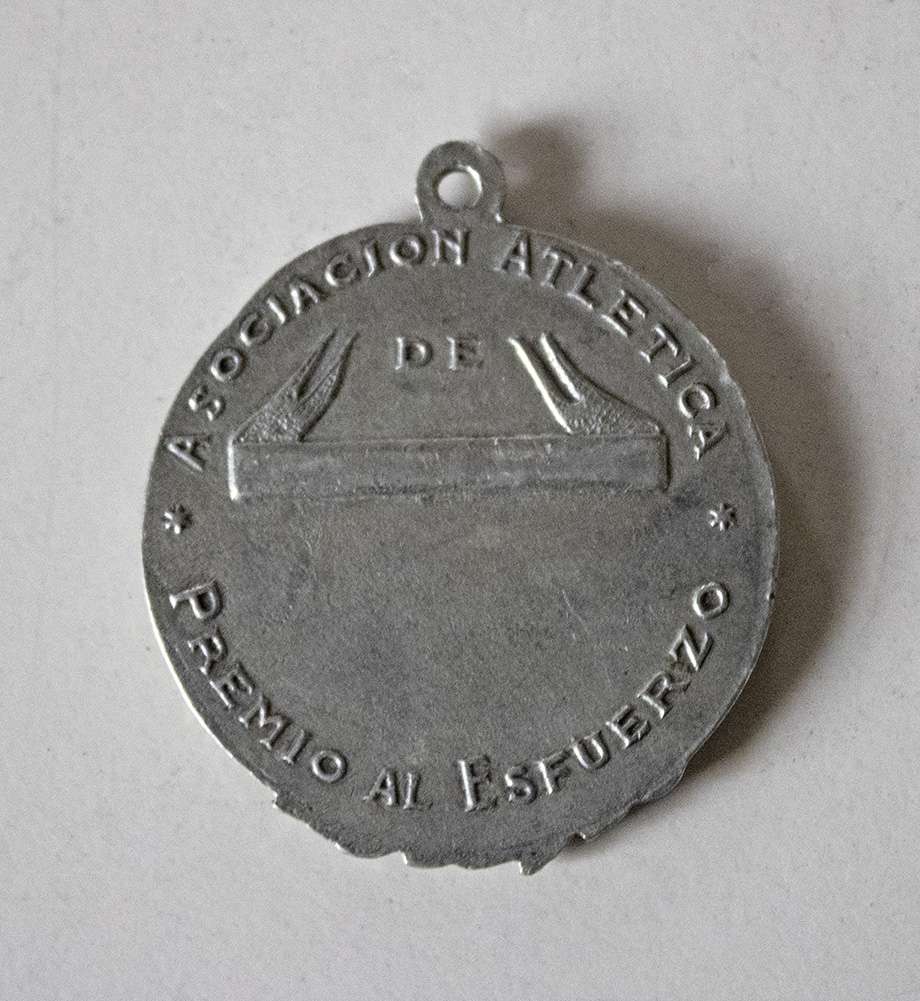 ASOCIACION ATLETICA
DE
* PREMIO AL ESFUERZO *